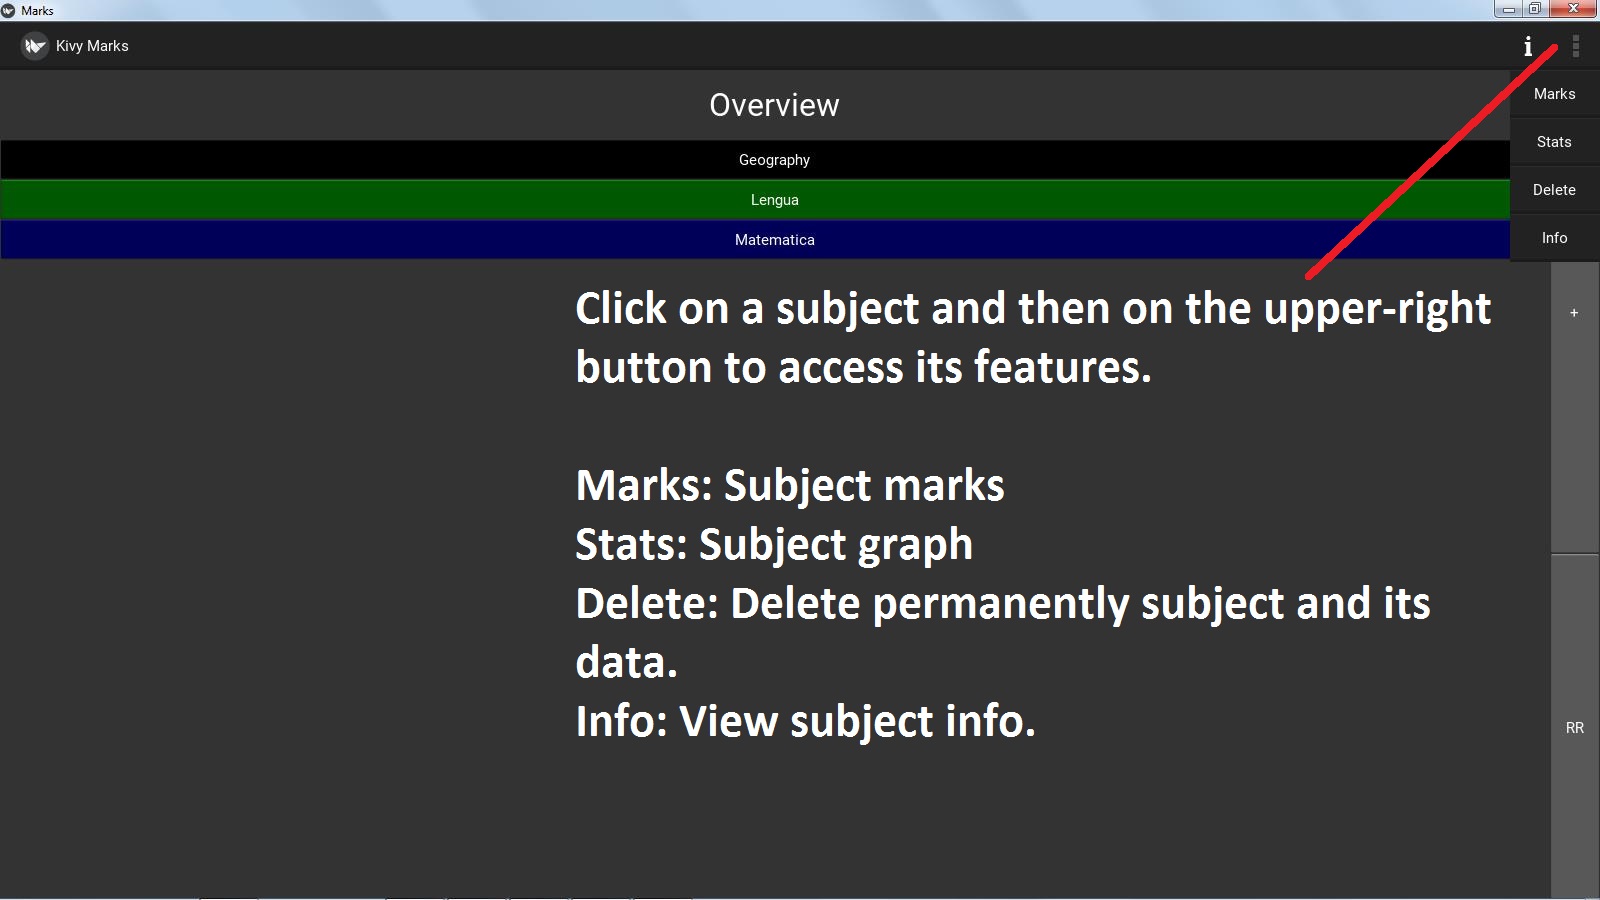 Marks
Kivy Marks
i
Overview
Marks
Geography
Stats
Lengua
Delete
Matematica
Info
Click on a subject and then on the upper-right
button to access its features.
+
Marks: Subject marks
Stats: Subject graph
Delete: Delete permanently subject and its
data.
Info: View subject info.
RR